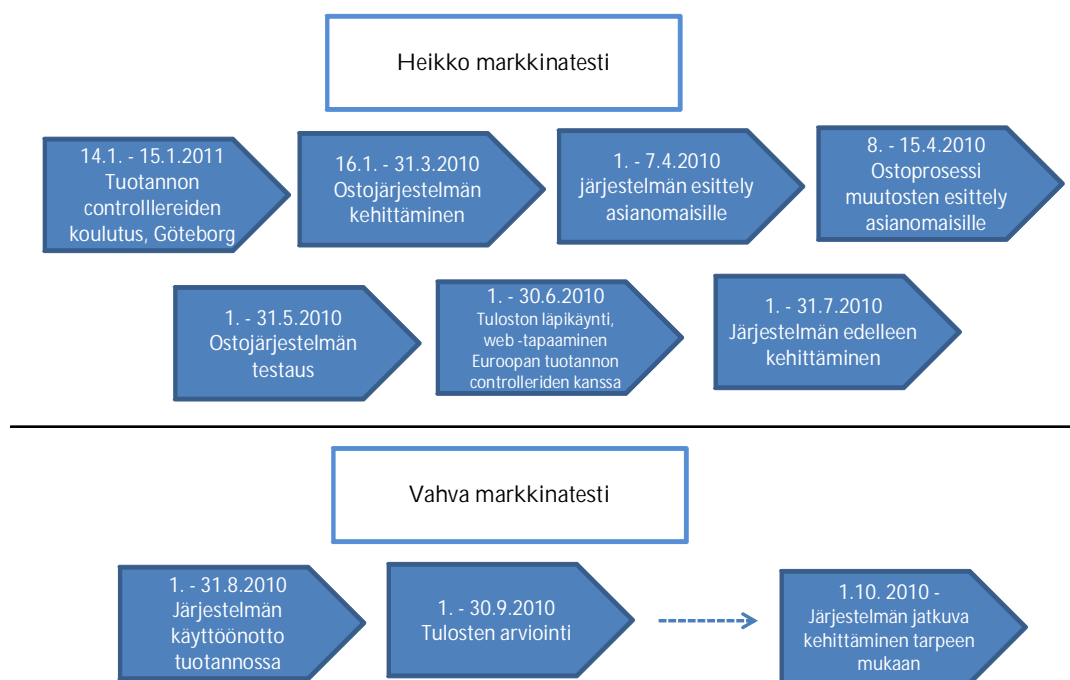 Heikko markkinatesti
14.1. - 15.1.2011
Tuotannon
controlllereiden
koulutus, Göteborg
16.1. - 31.3.2010
Ostojärjestelmän
kehittäminen
1. - 7.4.2010
järjestelmän esittely
asianomaisille
8. - 15.4.2010
Ostoprosessi
muutosten esittely
asianomaisille
1. - 31.5.2010
Ostojärjestelmän
testaus
1. - 30.6.2010
Tuloston läpikäynti,
web -tapaaminen
Euroopan tuotannon
controlleriden kanssa
1. - 31.7.2010
Järjestelmän edelleen
kehittäminen
Vahva markkinatesti
1. - 31.8.2010
Järjestelmän
käyttöönotto
tuotannossa
1. - 30.9.2010
Tulosten arviointi
1.10. 2010 -
Järjestelmän jatkuva
kehittäminen tarpeen
mukaan